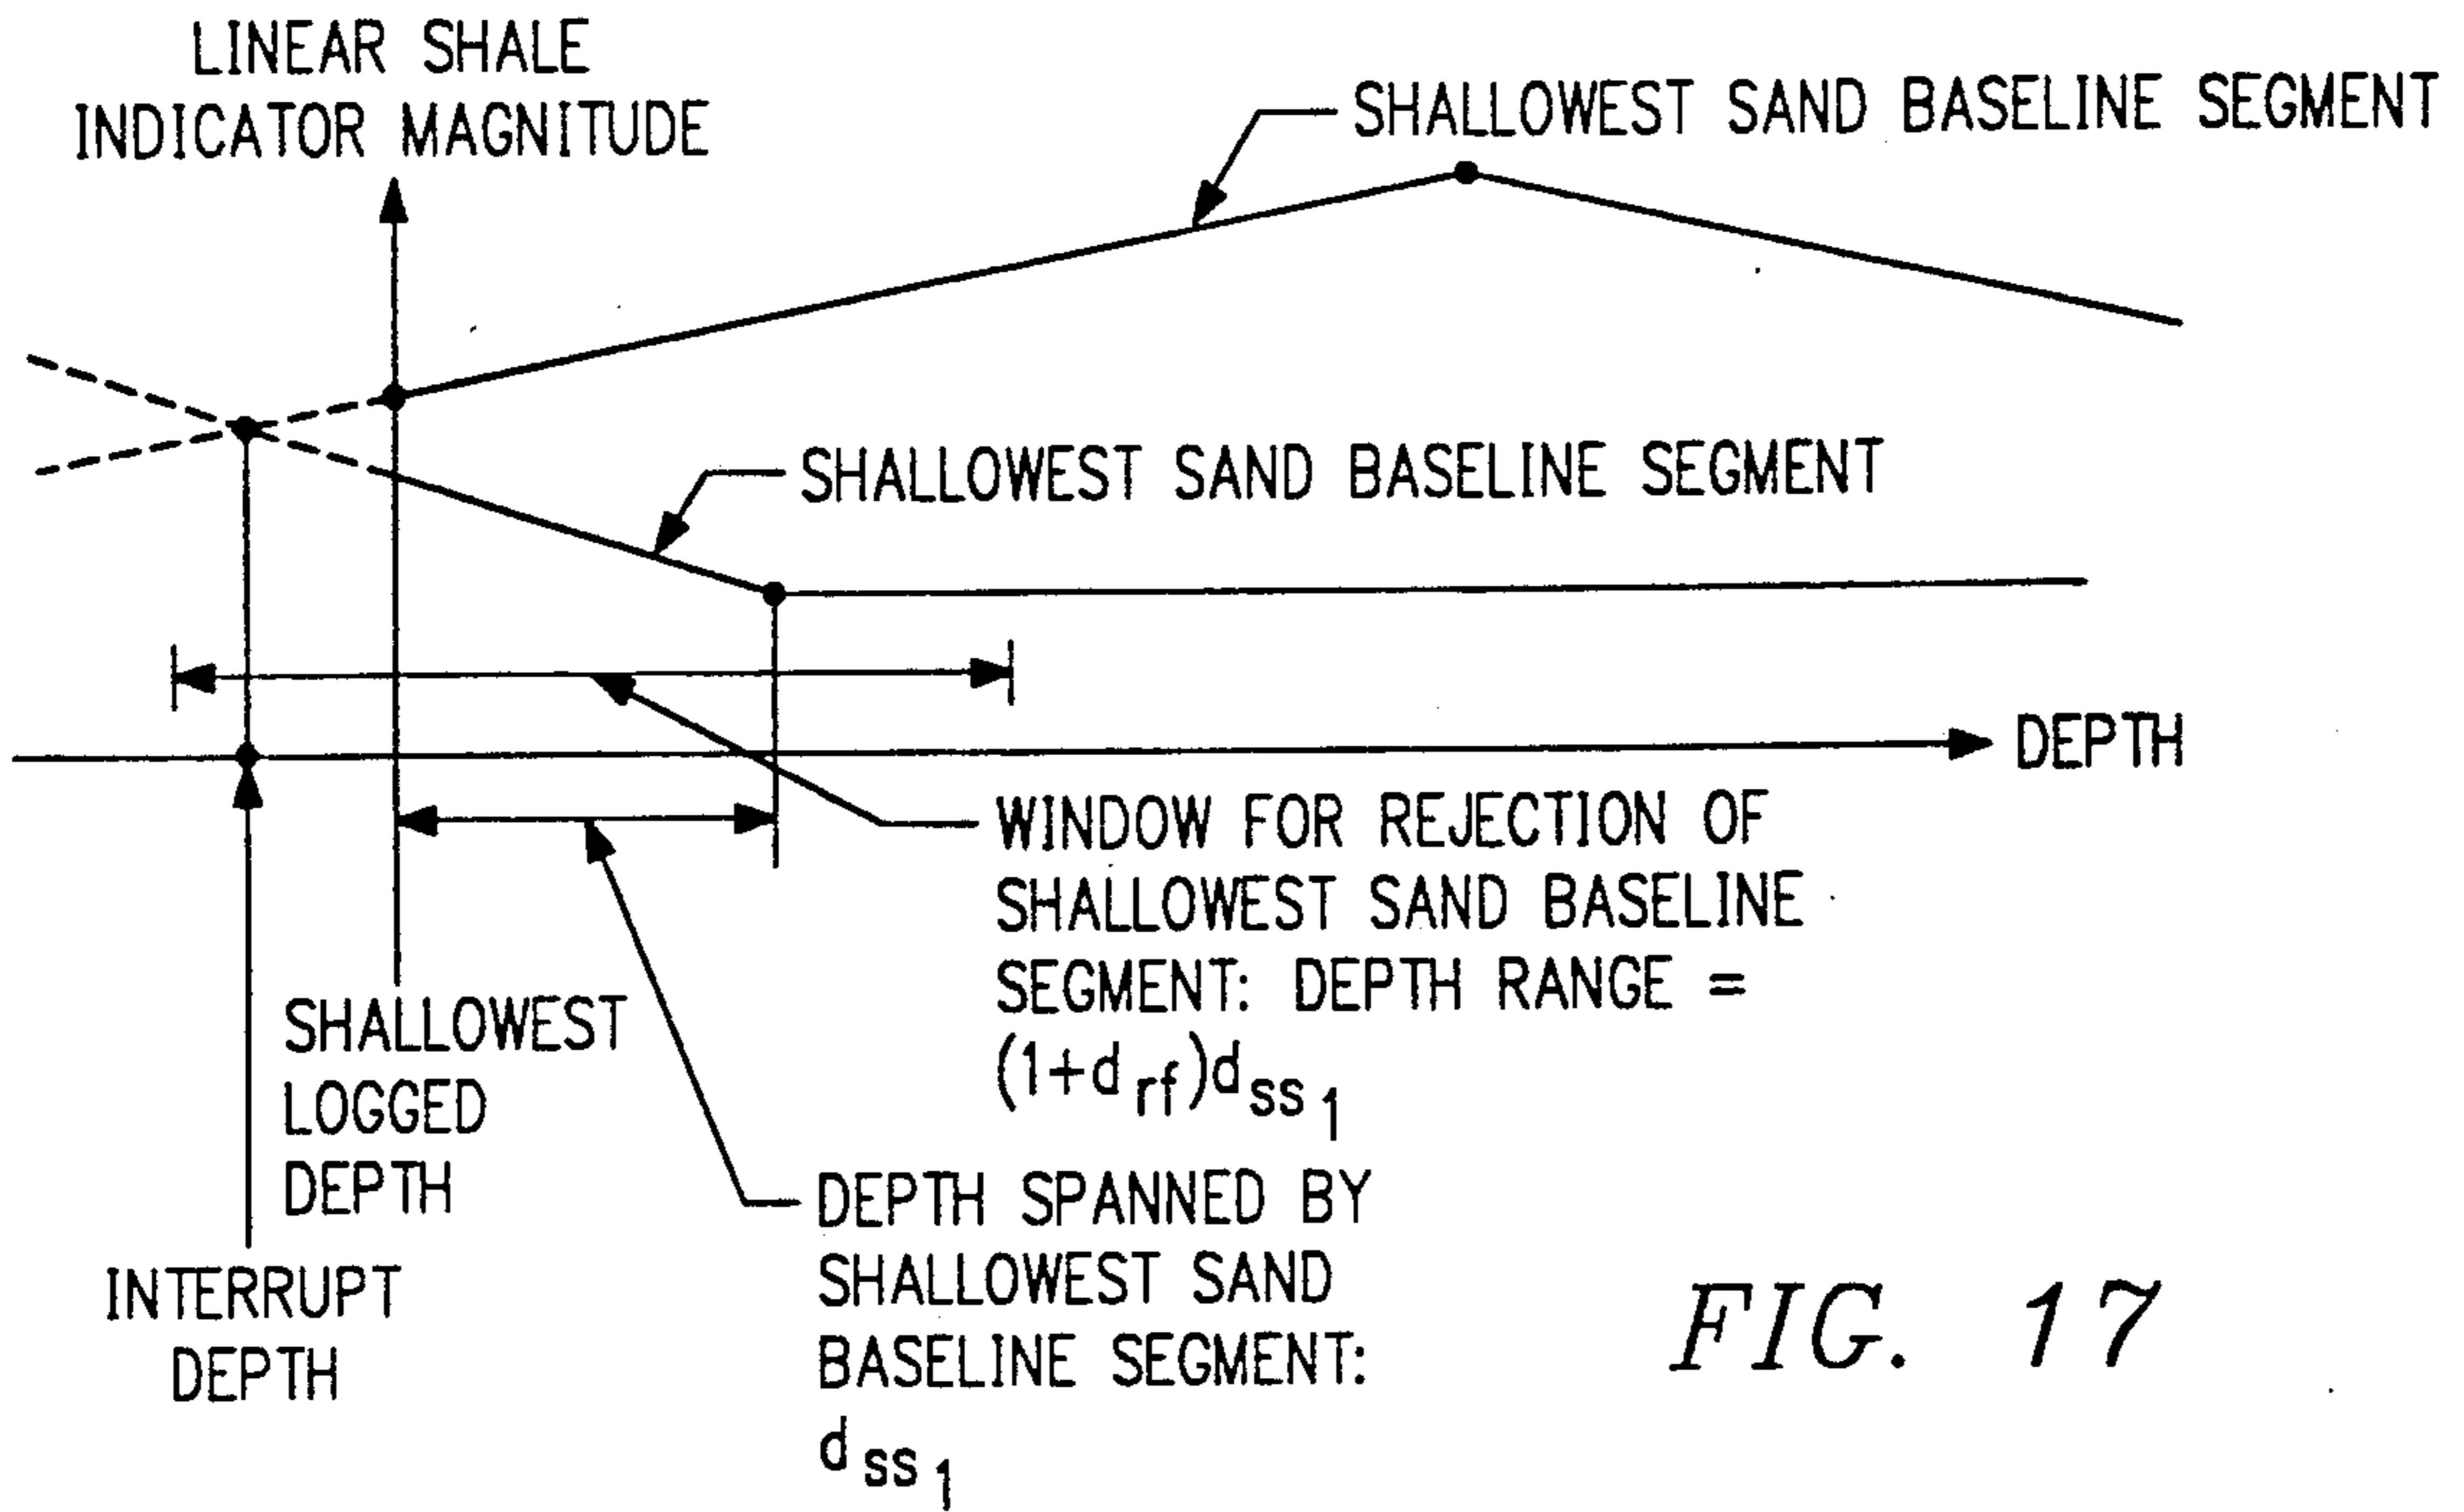 LINEAR SHALE
INDICATOR MAGNITUDE
SHALLOWEST SAND BASELINE SEGMENT
SHALLOWEST SAND BASELINE SEGMENT
DEPTH
WINDOW FOR REJECTION OF
SHALLOWEST SAND BASELINE
SEGMENT: DEPTH RANGE =
(1+d rf)d ss 1
SHALLOWEST
LOGGED
DEPTH
DEPTH SPANNED BY
SHALLOWEST SAND
BASELINE SEGMENT:
d ss 1
INTERRUPT
DEPTH
FIG. 17